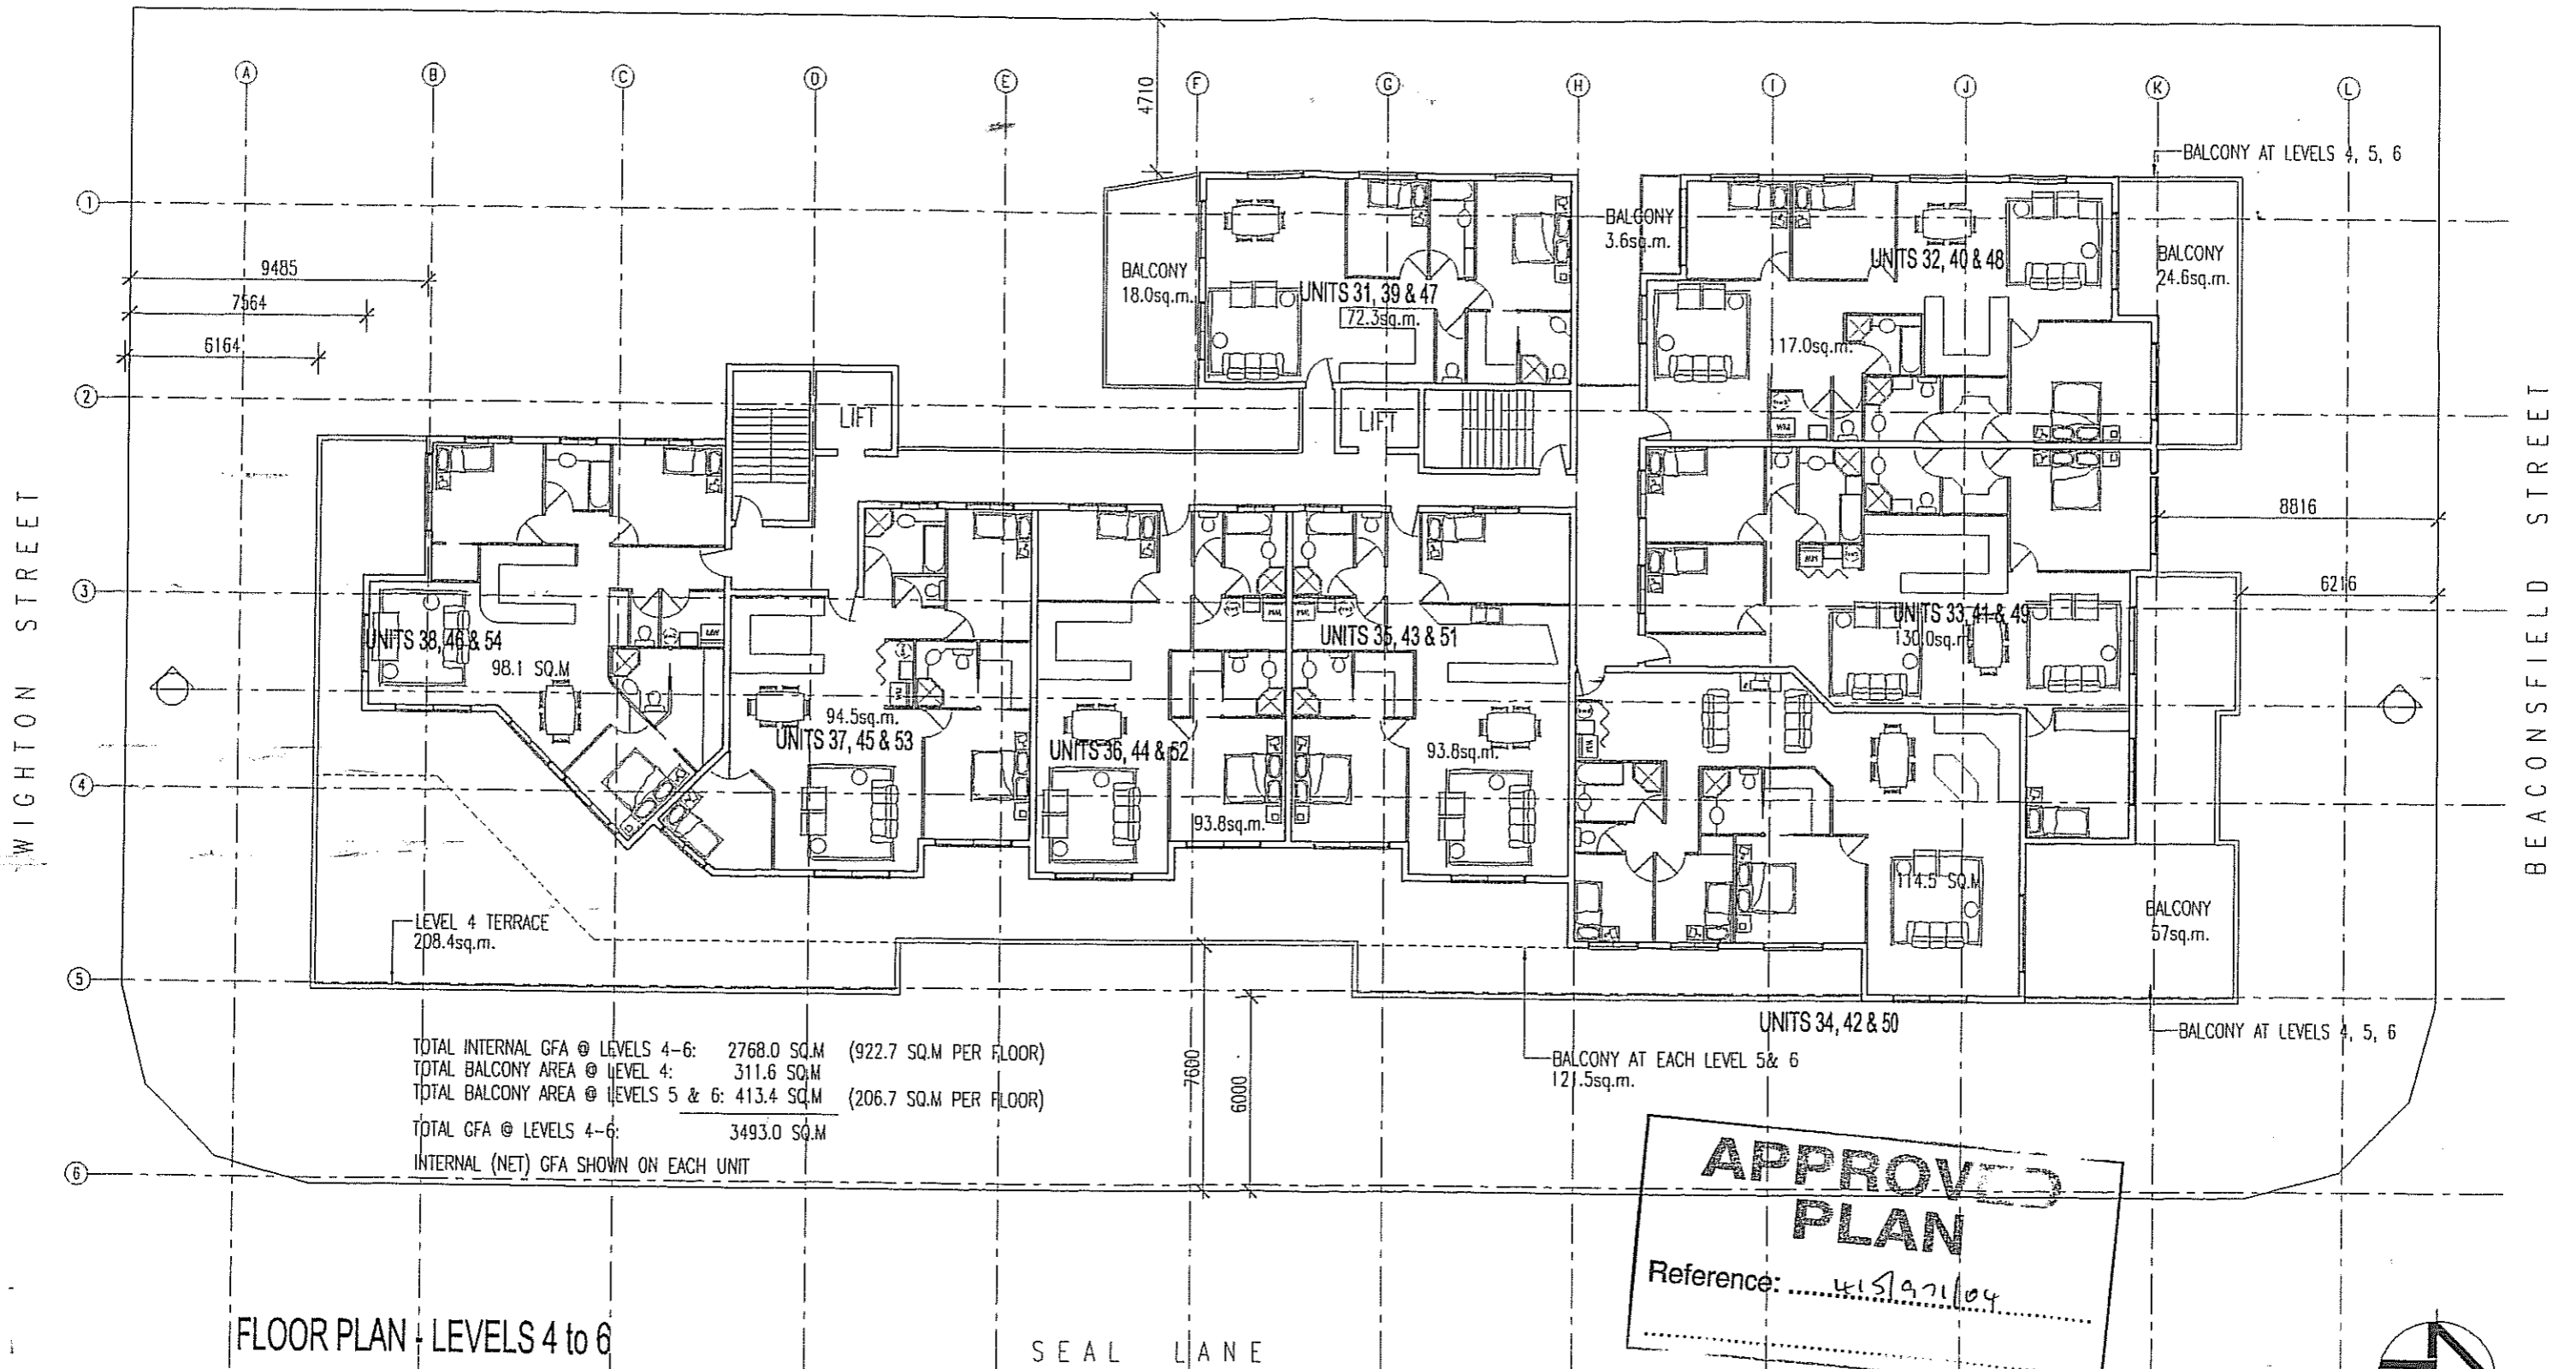 A B C D E F G H I J K L
4710
BALCONY AT LEVELS 4, 5, 6
1
BALCONY
3.6sq.m.
UNITS 32, 40 & 48
BALCONY
24.6sq.m.
9485
BALCONY
18.0sq.m.
UNITS 31, 39 & 47
72.3sq.m.
7564
6164
117.0sq.m.
2
LIFT
LIFT
WIGHTON STREET
BEACONSFIELD STREET
8816
3
6216
UNITS 38, 46 & 54
98.1 SQ.M
UNITS 35, 43 & 51
UNITS 33, 41 & 49
130.0sq.m.
94.5sq.m.
UNITS 37, 45 & 53
UNITS 36, 44 & 52
93.8sq.m.
4
93.8sq.m.
114.5 SQ.M
LEVEL 4 TERRACE
208.4sq.m.
BALCONY
57sq.m.
5
UNITS 34, 42 & 50
BALCONY AT LEVELS 4, 5, 6
TOTAL INTERNAL GFA @ LEVELS 4-6: 2768.0 SQ.M (922.7 SQ.M PER FLOOR)
TOTAL BALCONY AREA @ LEVEL 4: 311.6 SQ.M
TOTAL BALCONY AREA @ LEVELS 5 & 6: 413.4 SQ.M (206.7 SQ.M PER FLOOR)
TOTAL GFA @ LEVELS 4-6: 3493.0 SQ.M
INTERNAL (NET) GFA SHOWN ON EACH UNIT
7600
6000
BALCONY AT EACH LEVEL 5& 6
121.5sq.m.
6
APPROVED
PLAN
Reference: 415/971/04
FLOOR PLAN - LEVELS 4 to 6
SEAL LANE